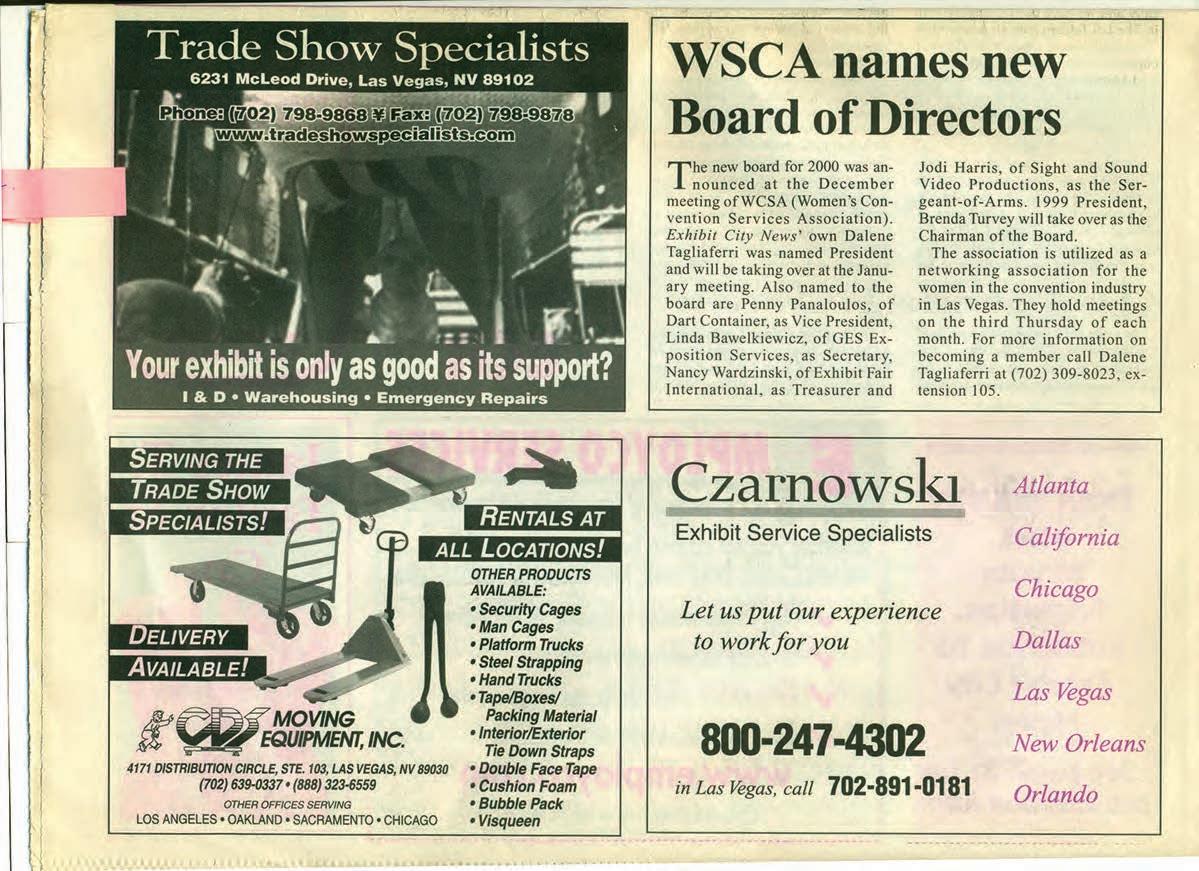 Trade Show Specialists
6231 McLeod Drive, Las Vegas, NV 89102
Phone: (702) 798-9868 ¥ Fax: (702) 798-9878
www.tradeshowspecialists.com
Your exhibit is only as good as its support?
I & D • Warehousing • Emergency Repairs
WSCA names new
Board of Directors
The new board for 2000 was an-
nounced at the December
meeting of WCSA (Women's Con-
vention Services Association).
Exhibit City News' own Dalene
Tagliaferri was named President
and will be taking over at the Janu-
ary meeting. Also named to the
board are Penny Panaloulos, of
Dart Container, as Vice President,
Linda Bawelkiewicz, of GES Ex-
position Services, as Secretary,
Nancy Wardzinski, of Exhibit Fair
International, as Treasurer and
Jodi Harris, of Sight and Sound
Video Productions, as the Ser-
geant-of-Arms. 1999 President,
Brenda Turvey will take over as the
Chairman of the Board.
The association is utilized as a
networking association for the
women in the convention industry
in Las Vegas. They hold meetings
on the third Thursday of each
month. For more information on
becoming a member call Dalene
Tagliaferri at (702) 309-8023, ex-
tension 105.
SERVING THE
TRADE SHOW
SPECIALISTS!
RENTALS AT
ALL LOCATIONS!
OTHER PRODUCTS
AVAILABLE:
• Security Cages
• Man Cages
• Platform Trucks
• Steel Strapping
• Hand Trucks
• Tape/Boxes/
Packing Material
• Interior/Exterior
Tie Down Straps
• Double Face Tape
• Cushion Foam
• Bubble Pack
• Visqueen
DELIVERY
AVAILABLE!
CDS MOVING
EQUIPMENT, INC.
4171 DISTRIBUTION CIRCLE, STE. 103, LAS VEGAS, NV 89030
(702) 639-0337 • (888) 323-6559
OTHER OFFICES SERVING
LOS ANGELES • OAKLAND • SACRAMENTO • CHICAGO
Czarnowski
Exhibit Service Specialists
Let us put our experience
to work for you
800-247-4302
in Las Vegas, call 702-891-0181
Atlanta
California
Chicago
Dallas
Las Vegas
New Orleans
Orlando